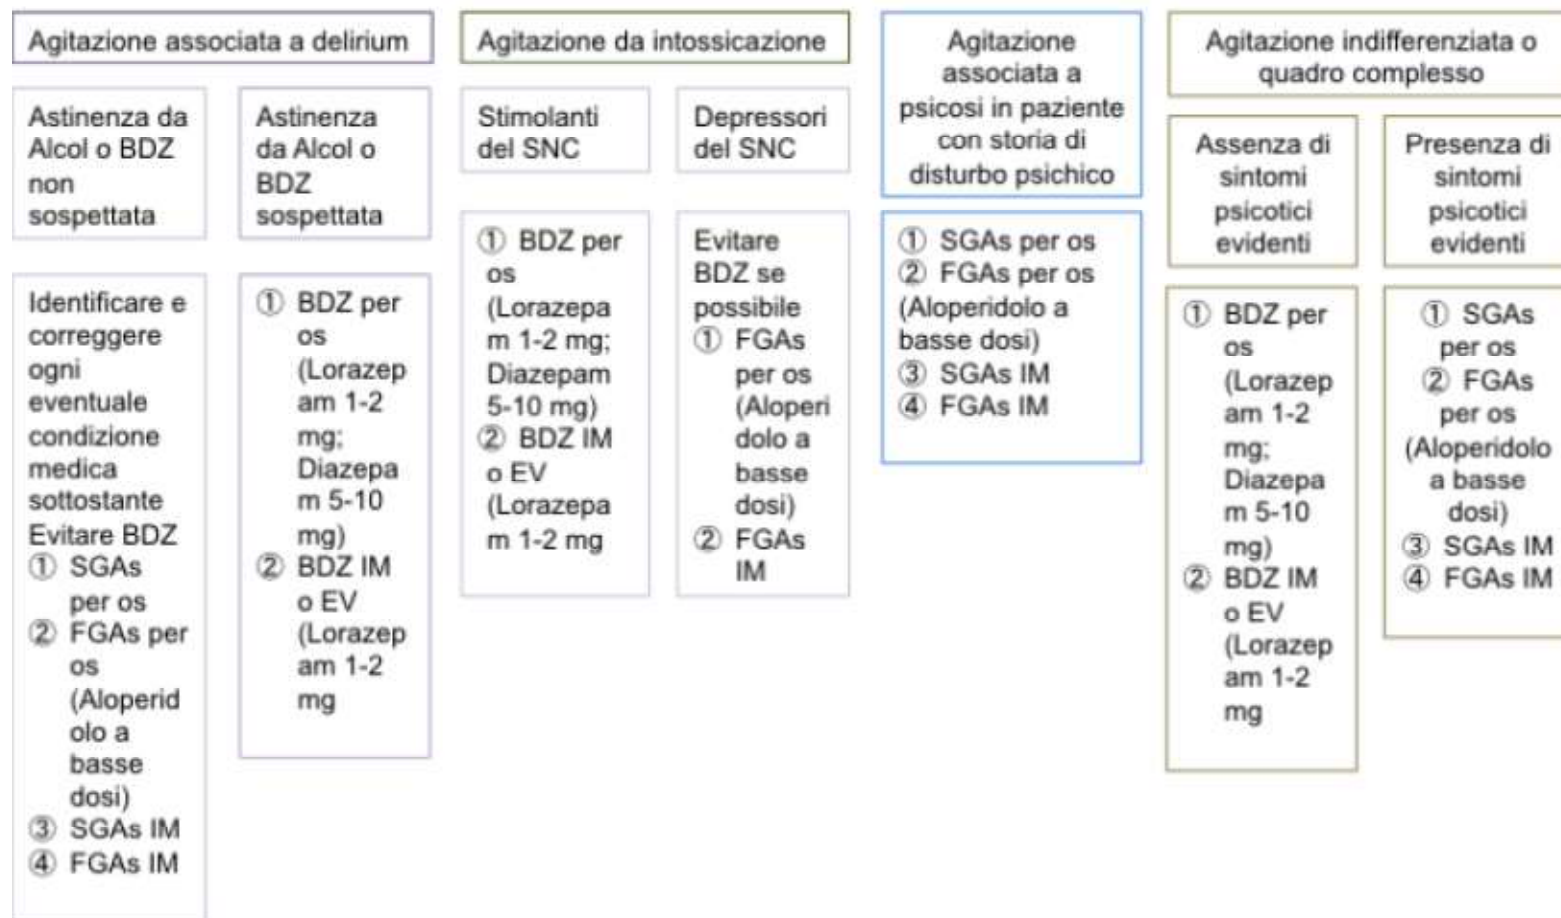 Agitazione associata a delirium
Astinenza da
Alcol o BDZ
non
sospettata
Identificare e
correggere
ogni
eventuale
condizione
medica
sottostante
Evitare BDZ
① SGAs
per os
② FGAs per
os
(Aloperid
olo a
basse
dosi)
③ SGAs IM
④ FGAs IM
Astinenza
da Alcol o
BDZ
sospettata
① BDZ per
os
(Lorazep
am 1-2
mg;
Diazepa
m 5-10
mg)
② BDZ IM
o EV
(Lorazep
am 1-2
mg
Agitazione da intossicazione
Stimolanti
del SNC
① BDZ per
os
(Lorazepa
m 1-2 mg;
Diazepam
5-10 mg)
② BDZ IM
o EV
(Lorazepa
m 1-2 mg
Depressori
del SNC
Evitare
BDZ se
possibile
① FGAs
per os
(Aloperi
dolo a
basse
dosi)
② FGAs
IM
Agitazione
associata a
psicosi in paziente
con storia di
disturbo psichico
① SGAs per os
② FGAs per os
(Aloperidolo a
basse dosi)
③ SGAs IM
④ FGAs IM
Agitazione indifferenziata o
quadro complesso
Assenza di
sintomi
psicotici
evidenti
① BDZ per
os
(Lorazep
am 1-2
mg;
Diazepa
m 5-10
mg)
② BDZ IM
o EV
(Lorazep
am 1-2
mg
Presenza di
sintomi
psicotici
evidenti
① SGAs
per os
② FGAs
per os
(Aloperidolo
a basse
dosi)
③ SGAs IM
④ FGAs IM